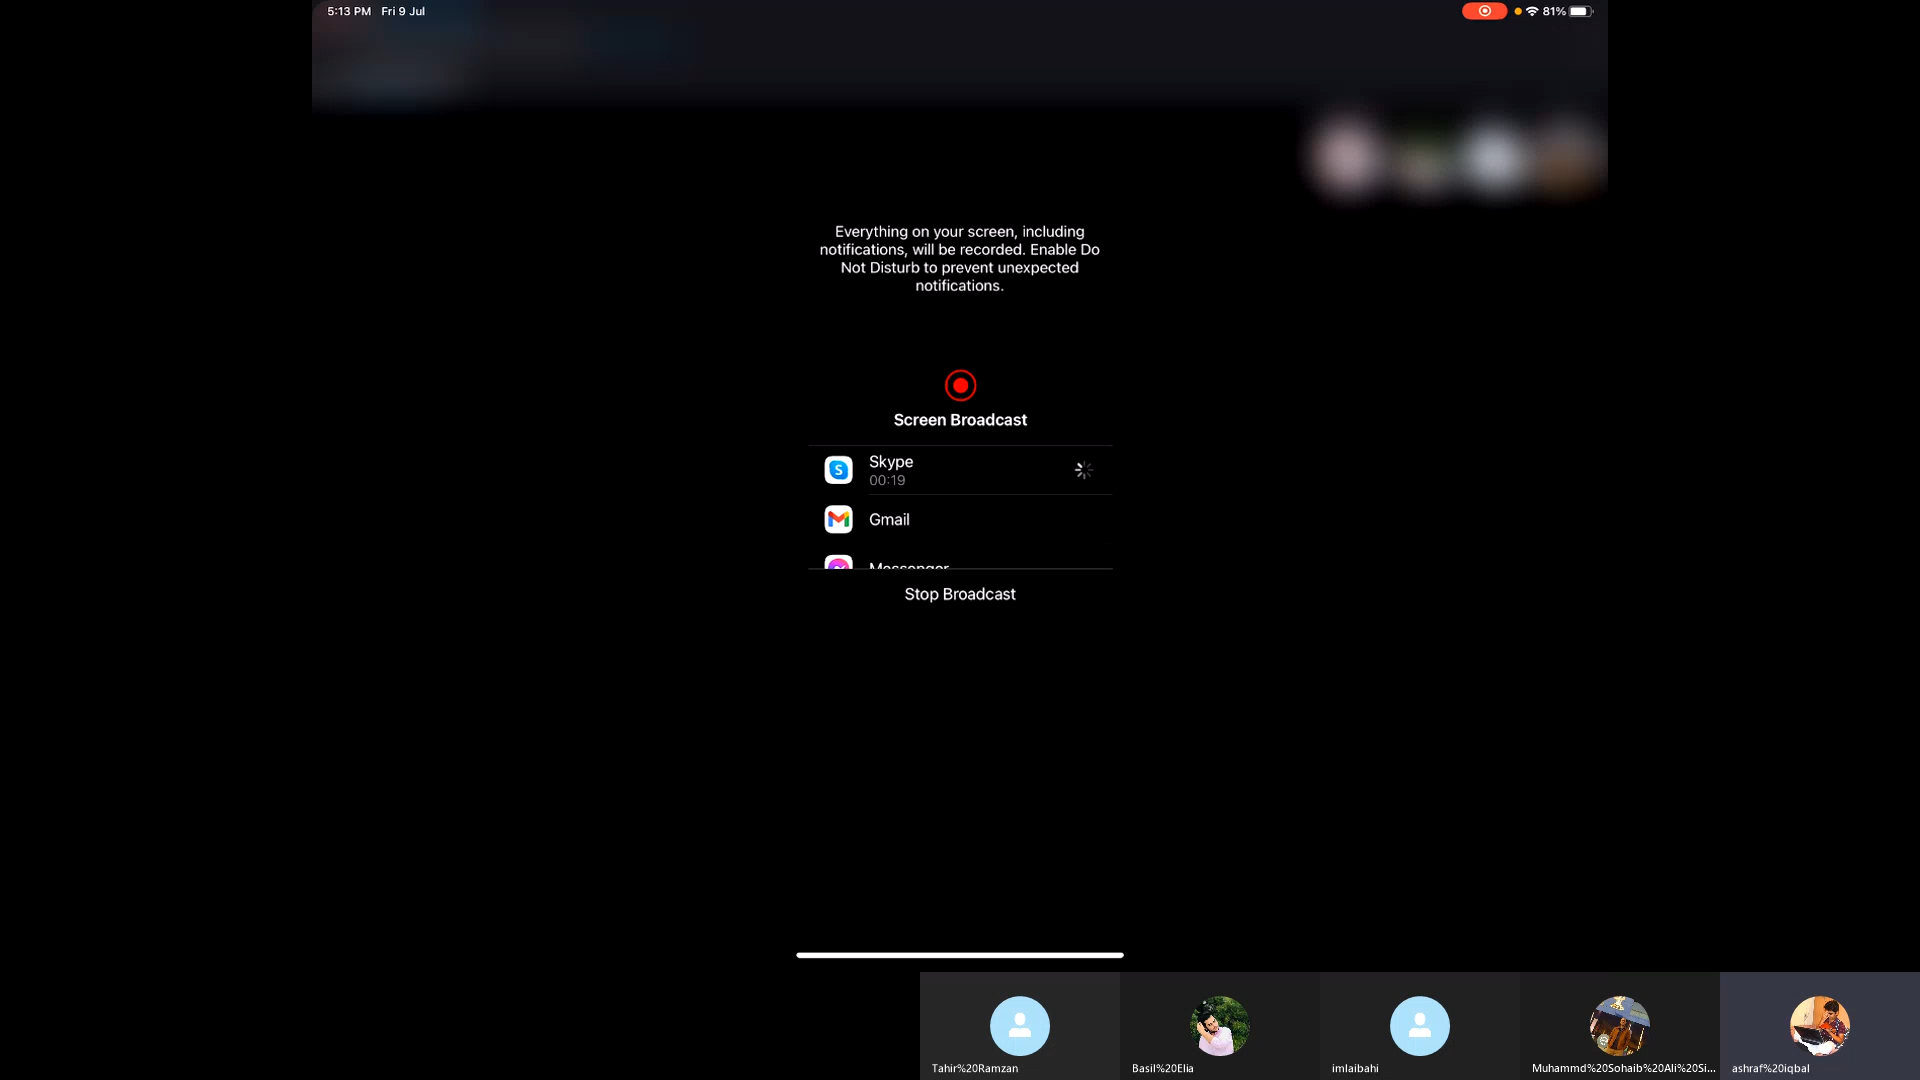 5:13 PM Fri 9 Jul
81%
Everything on your screen, including
notifications, will be recorded. Enable Do
Not Disturb to prevent unexpected
notifications.
Screen Broadcast
S
Skype
00:19
Gmail
Messenger
Stop Broadcast
Tahir%20Ramzan
Basil%20Elia
imlaibahi
Muhammd%20Sohaib%20Ali%20Si...
ashraf%20iqbal